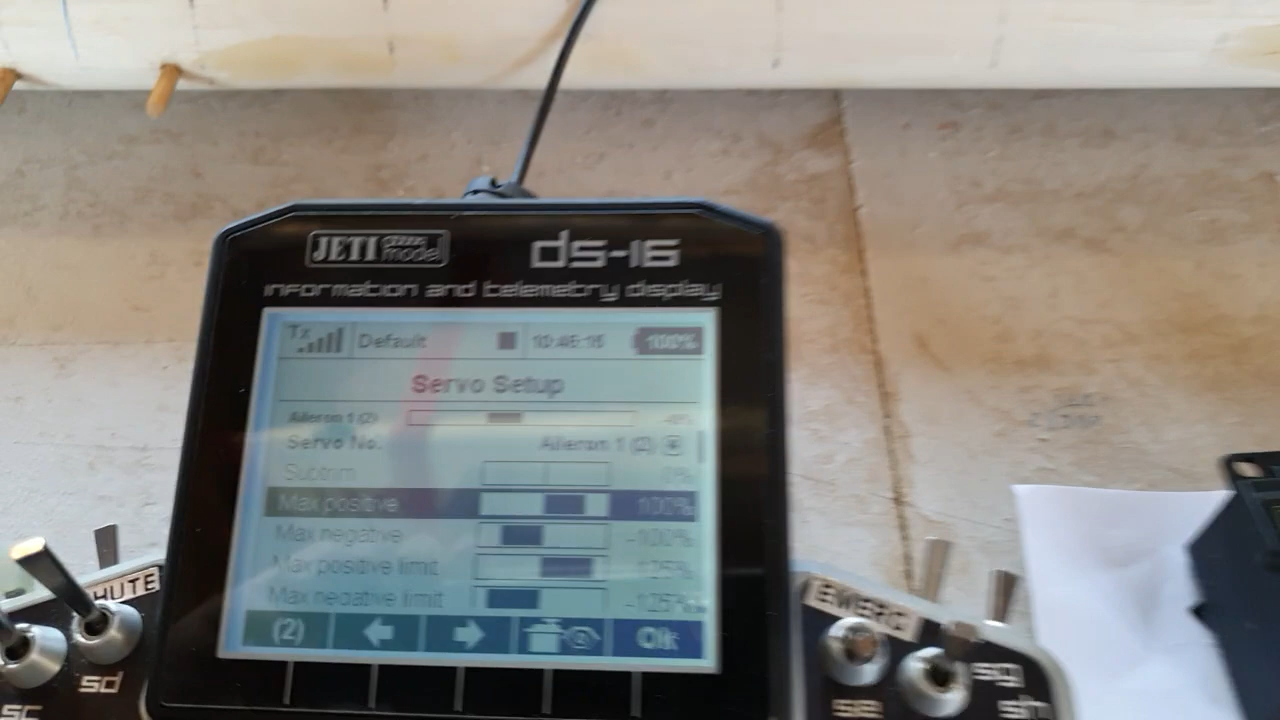 JETI model
ds-16
information and telemetry display
Tx Default 10:46:16 100%
Servo Setup
Aileron 1 (2)
Servo No. Aileron 1 (2)
Subtrim 0%
Max positive 100%
Max negative -100%
Max positive limit 125%
Max negative limit -125%
(2) Ok
HUTE
sd
sc
se
sg
sh